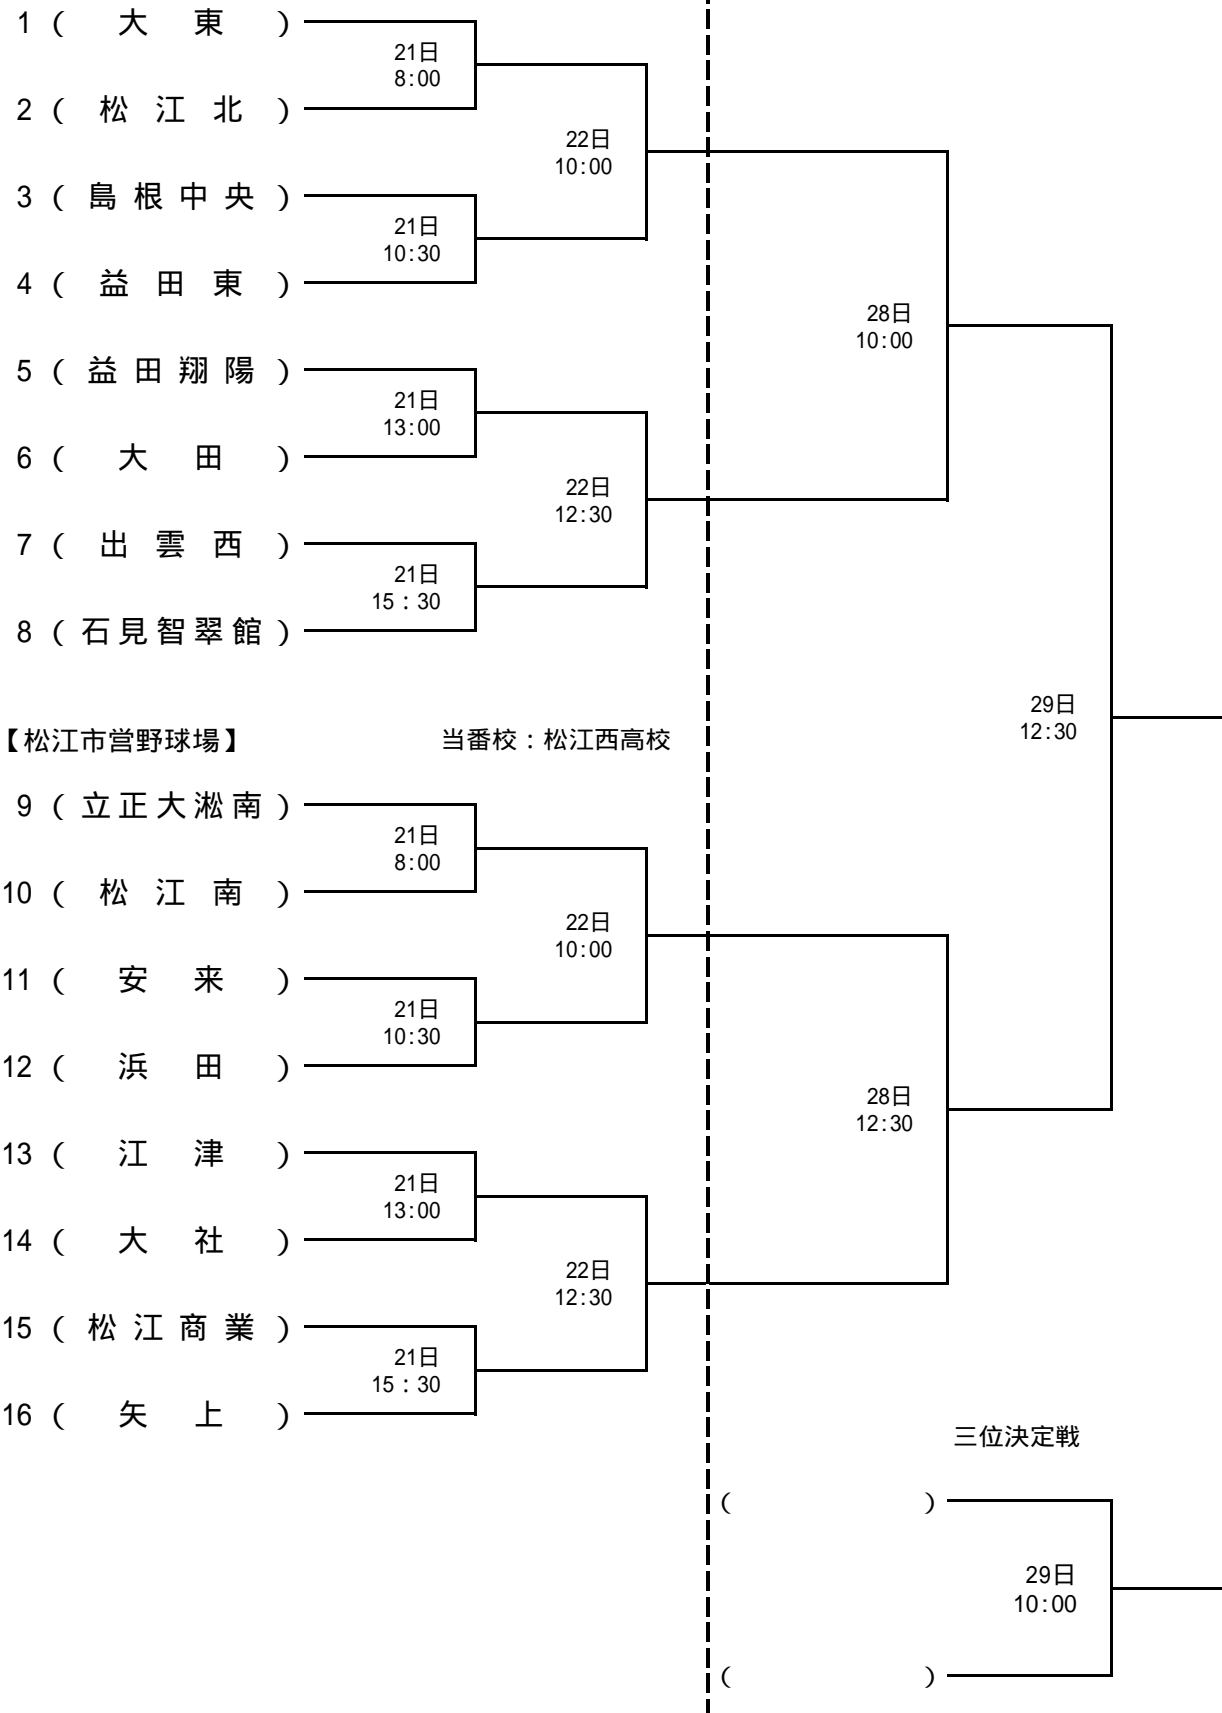 1 ( 大 東 )
21日
8:00
2 ( 松 江 北 )
22日
10:00
3 ( 島 根 中 央 )
21日
10:30
4 ( 益 田 東 )
28日
10:00
5 ( 益 田 翔 陽 )
21日
13:00
6 ( 大 田 )
22日
12:30
7 ( 出 雲 西 )
21日
15:30
8 ( 石見智翠館 )
29日
12:30
【松江市営野球場】 当番校:松江西高校
9 ( 立正大淞南 )
21日
8:00
10 ( 松 江 南 )
22日
10:00
11 ( 安 来 )
21日
10:30
12 ( 浜 田 )
28日
12:30
13 ( 江 津 )
21日
13:00
14 ( 大 社 )
22日
12:30
15 ( 松 江 商 業 )
21日
15:30
16 ( 矢 上 )
三位決定戦
( )
29日
10:00
( )